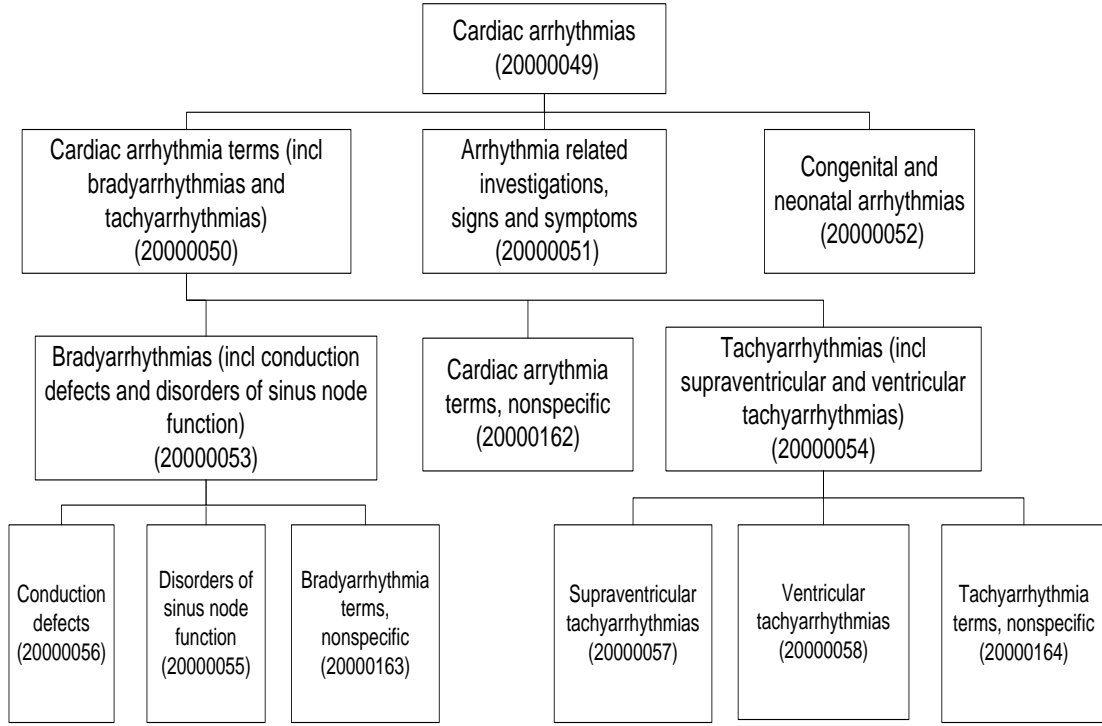 Cardiac arrhythmias
(20000049)
Cardiac arrhythmia terms (incl
bradyarrhythmias and
tachyarrhythmias)
(20000050)
Arrhythmia related
investigations,
signs and symptoms
(20000051)
Congenital and
neonatal arrhythmias
(20000052)
Bradyarrhythmias (incl conduction
defects and disorders of sinus node
function)
(20000053)
Cardiac arrythmia
terms, nonspecific
(20000162)
Tachyarrhythmias (incl
supraventricular and ventricular
tachyarrhythmias)
(20000054)
Conduction
defects
(20000056)
Disorders of
sinus node
function
(20000055)
Bradyarrhythmia
terms,
nonspecific
(20000163)
Supraventricular
tachyarrhythmias
(20000057)
Ventricular
tachyarrhythmias
(20000058)
Tachyarrhythmia
terms, nonspecific
(20000164)